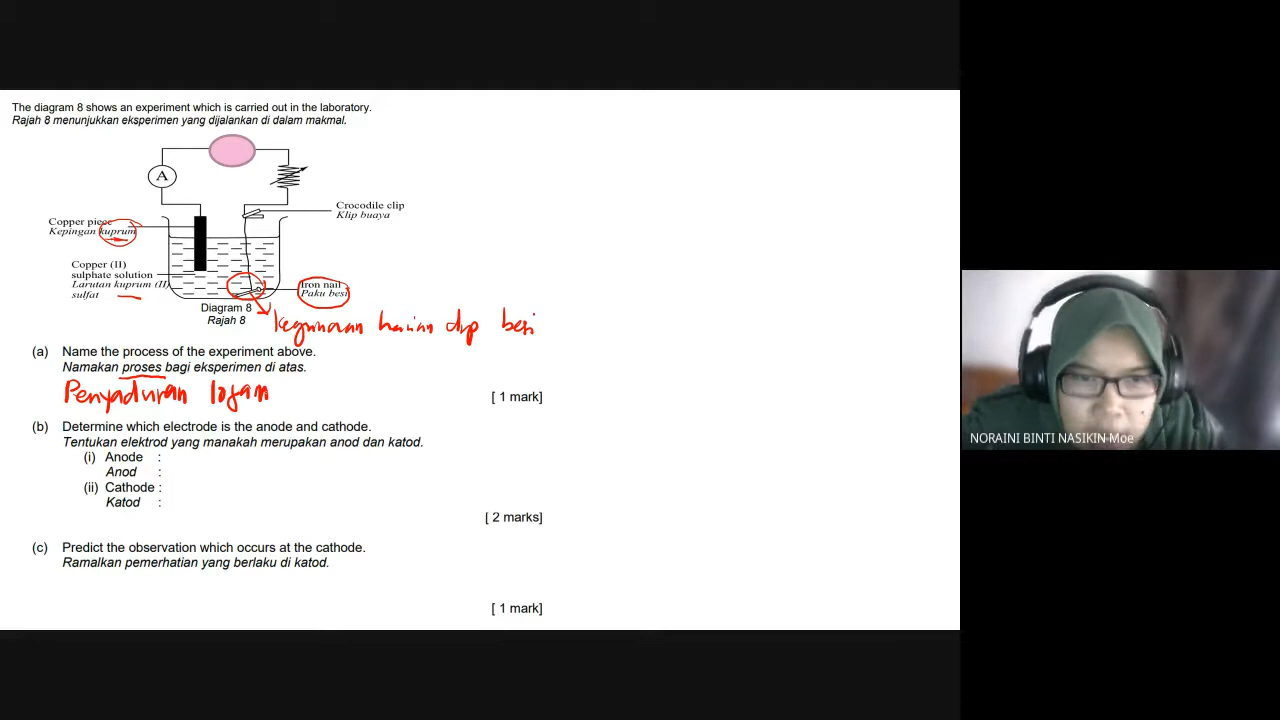 The diagram 8 shows an experiment which is carried out in the laboratory.
Rajah 8 menunjukkan eksperimen yang dijalankan di dalam makmal.
A
Crocodile clip
Klip buaya
Copper piece
Kepingan kuprum
Copper (II)
sulphate solution
Larutan kuprum (II)
sulfat
Iron nail
Paku besi
Diagram 8
Rajah 8
kegunaan harian drp besi
(a) Name the process of the experiment above.
Namakan proses bagi eksperimen di atas.
Penyaduran logam
[ 1 mark]
(b) Determine which electrode is the anode and cathode.
Tentukan elektrod yang manakah merupakan anod dan katod.
(i) Anode :
Anod :
(ii) Cathode :
Katod :
[ 2 marks]
(c) Predict the observation which occurs at the cathode.
Ramalkan pemerhatian yang berlaku di katod.
[ 1 mark]
NORAINI BINTI NASIKIN Moe